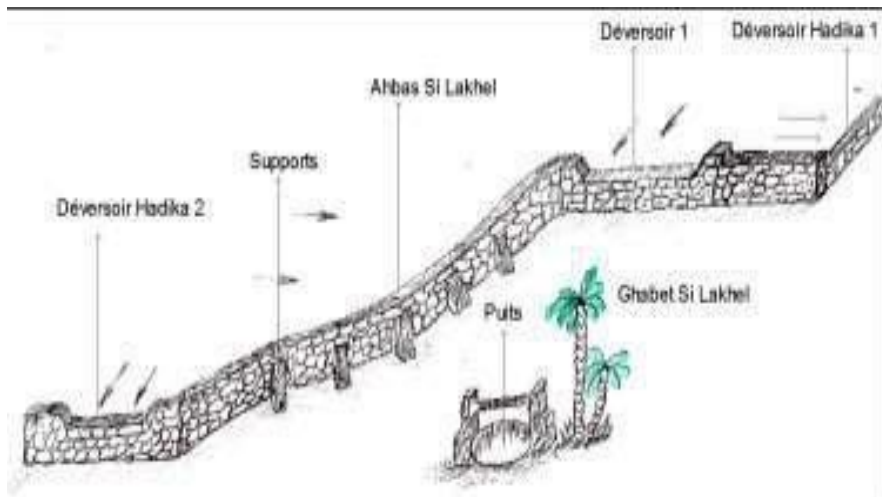 Déversoir 1
Déversoir Hadika 1
Ahbas Si Lakhel
Supports
Déversoir Hadika 2
Ghabet Si Lakhel
Puits